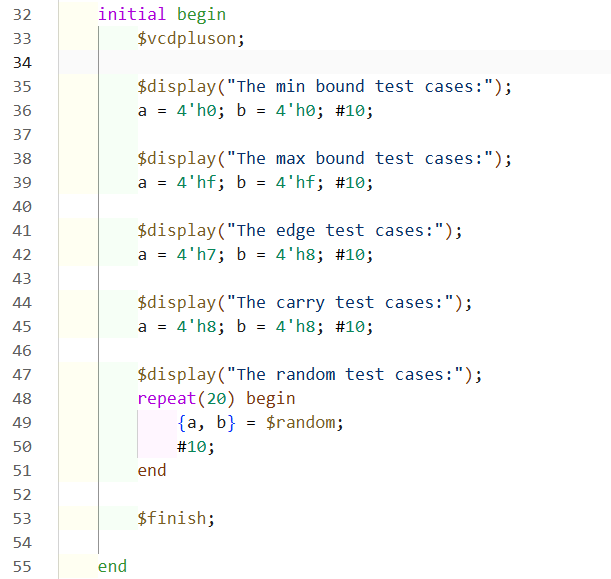 32 initial begin
33 $vcdpluson;
34
35 $display("The min bound test cases:");
36 a = 4'h0; b = 4'h0; #10;
37
38 $display("The max bound test cases:");
39 a = 4'hf; b = 4'hf; #10;
40
41 $display("The edge test cases:");
42 a = 4'h7; b = 4'h8; #10;
43
44 $display("The carry test cases:");
45 a = 4'h8; b = 4'h8; #10;
46
47 $display("The random test cases:");
48 repeat(20) begin
49 {a, b} = $random;
50 #10;
51 end
52
53 $finish;
54
55 end